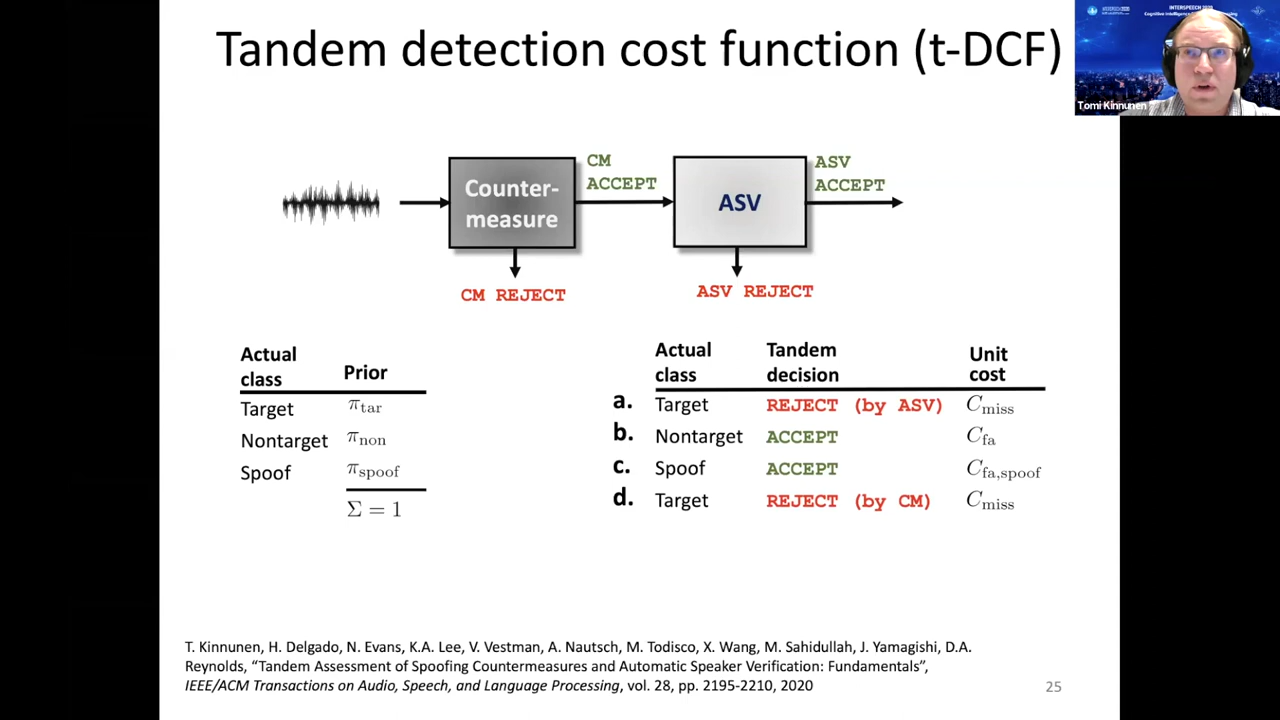 Tandem detection cost function (t-DCF)
INTERSPEECH 2020
Tomi Kinnunen
Counter-
measure
CM
ACCEPT
ASV
ASV
ACCEPT
CM REJECT
ASV REJECT
Actual
class
Prior
Target π_tar
Nontarget π_non
Spoof π_spoof
Σ = 1
Actual
class
Tandem
decision
Unit
cost
a. Target REJECT (by ASV) C_miss
b. Nontarget ACCEPT C_fa
c. Spoof ACCEPT C_fa,spoof
d. Target REJECT (by CM) C_miss
T. Kinnunen, H. Delgado, N. Evans, K.A. Lee, V. Vestman, A. Nautsch, M. Todisco, X. Wang, M. Sahidullah, J. Yamagishi, D.A.
Reynolds, “Tandem Assessment of Spoofing Countermeasures and Automatic Speaker Verification: Fundamentals”,
IEEE/ACM Transactions on Audio, Speech, and Language Processing, vol. 28, pp. 2195-2210, 2020
25